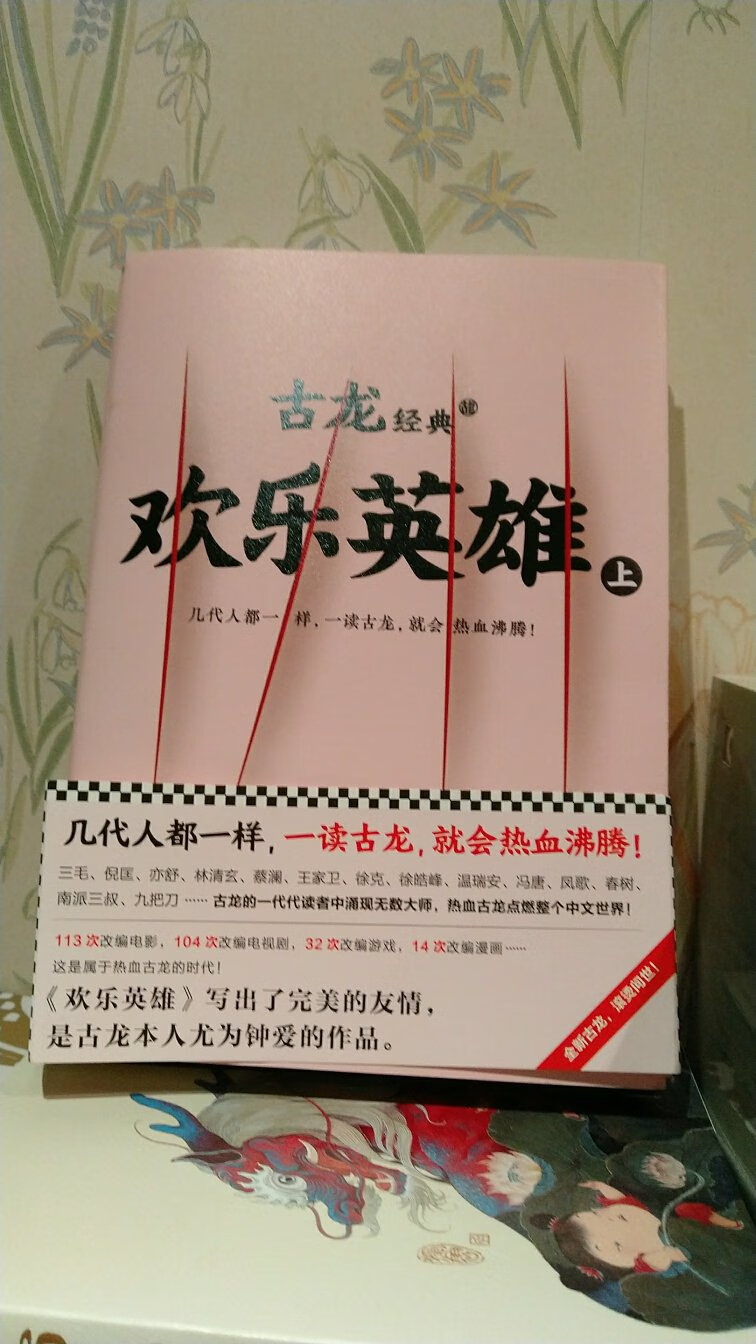 古龙经典
欢乐英雄
上
几代人都一样,一读古龙,就会热血沸腾!
几代人都一样,一读古龙,就会热血沸腾!
三毛、倪匡、亦舒、林清玄、蔡澜、王家卫、徐克、徐皓峰、温瑞安、冯唐、凤歌、春树、
南派三叔、九把刀⋯⋯古龙的一代代读者中涌现无数大师,热血古龙点燃整个中文世界!
113次改编电影,104次改编电视剧,32次改编游戏,14次改编漫画⋯⋯
这是属于热血古龙的时代!
《欢乐英雄》写出了完美的友情,
是古龙本人尤为钟爱的作品。
全新古龙,滚烫问世!